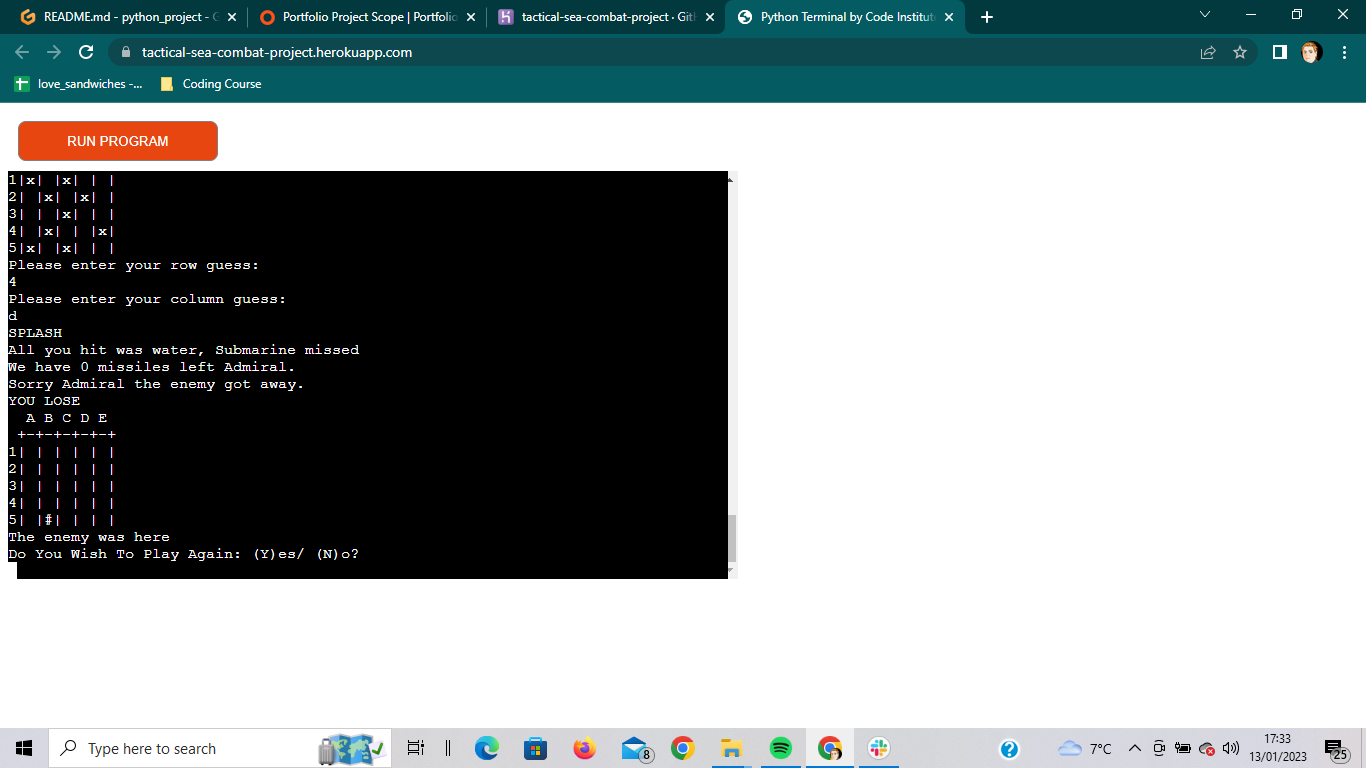 README.md - python_project - G
Portfolio Project Scope | Portfolio
tactical-sea-combat-project · Gith
Python Terminal by Code Institute
tactical-sea-combat-project.herokuapp.com
love_sandwiches -...
Coding Course
RUN PROGRAM
1|x| |x| | |
2| |x| |x| |
3| | |x| | |
4| |x| | |x|
5|x| |x| | |
Please enter your row guess:
4
Please enter your column guess:
d
SPLASH
All you hit was water, Submarine missed
We have 0 missiles left Admiral.
Sorry Admiral the enemy got away.
YOU LOSE
A B C D E
+-+-+-+-+-+
1| | | | | |
2| | | | | |
3| | | | | |
4| | | | | |
5| |#| | | |
The enemy was here
Do You Wish To Play Again: (Y)es/ (N)o?
Type here to search
8
7°C
17:33
13/01/2023
25